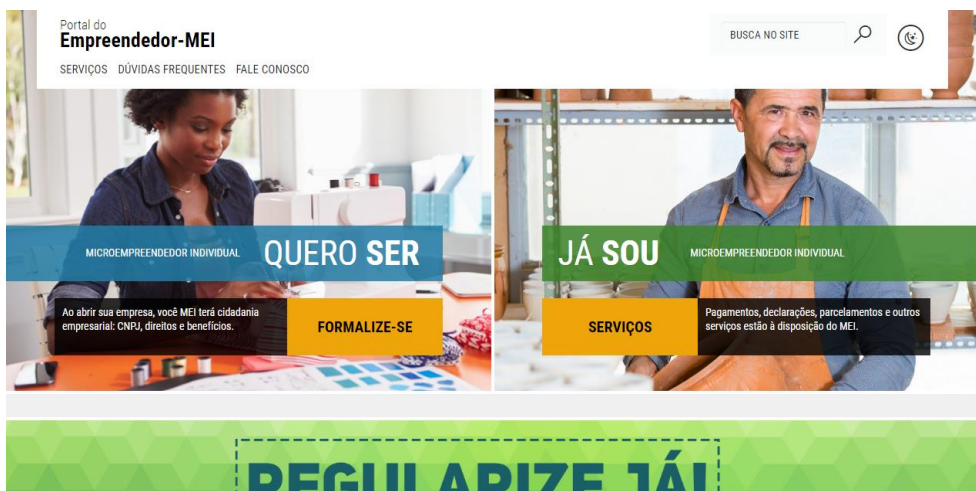 Portal do
Empreendedor-MEI
BUSCA NO SITE
SERVIÇOS DÚVIDAS FREQUENTES FALE CONOSCO
MICROEMPREENDEDOR INDIVIDUAL QUERO SER
Ao abrir sua empresa, você MEI terá cidadania
empresarial: CNPJ, direitos e benefícios.
FORMALIZE-SE
JÁ SOU MICROEMPREENDEDOR INDIVIDUAL
SERVIÇOS
Pagamentos, declarações, parcelamentos e outros
serviços estão à disposição do MEI.
REGULARIZE JÁ!